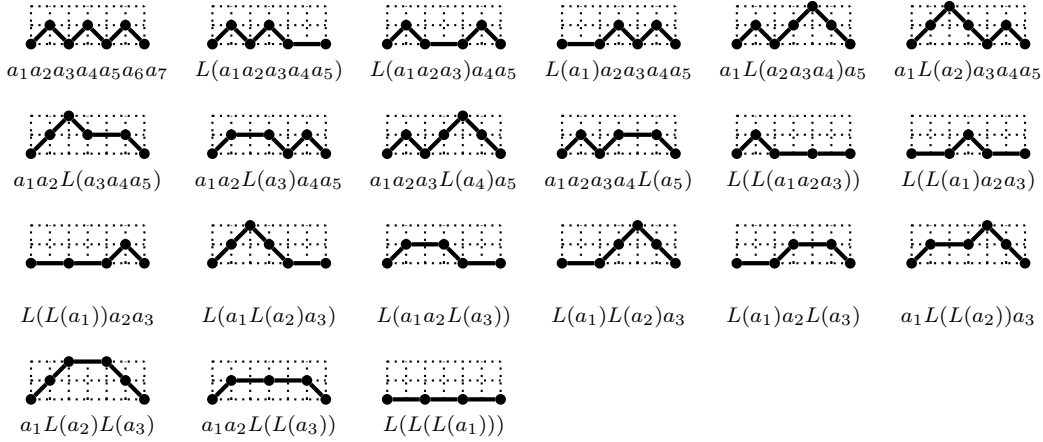 a₁a₂a₃a₄a₅a₆a₇ L(a₁a₂a₃a₄a₅) L(a₁a₂a₃)a₄a₅ L(a₁)a₂a₃a₄a₅ a₁L(a₂a₃a₄)a₅ a₁L(a₂)a₃a₄a₅
a₁a₂L(a₃a₄a₅) a₁a₂L(a₃)a₄a₅ a₁a₂a₃L(a₄)a₅ a₁a₂a₃a₄L(a₅) L(L(a₁a₂a₃)) L(L(a₁)a₂a₃)
L(L(a₁))a₂a₃ L(a₁L(a₂)a₃) L(a₁a₂L(a₃)) L(a₁)L(a₂)a₃ L(a₁)a₂L(a₃) a₁L(L(a₂))a₃
a₁L(a₂)L(a₃) a₁a₂L(L(a₃)) L(L(L(a₁)))